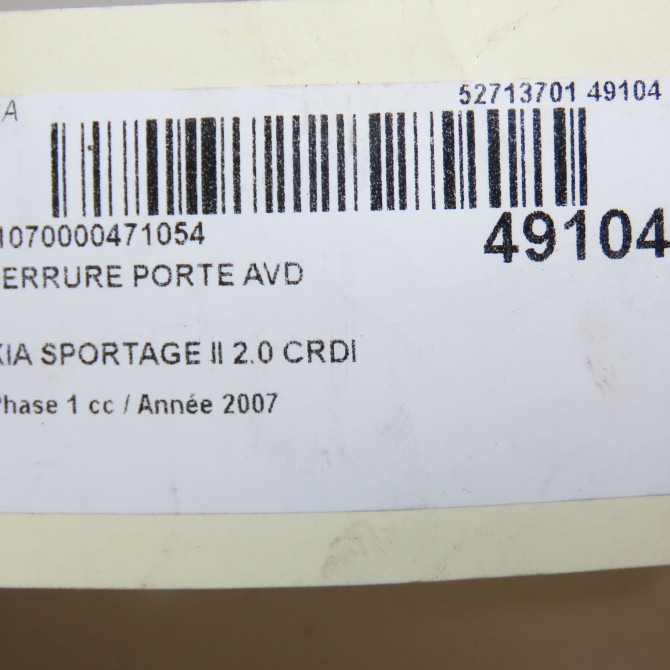 52713701 49104
A
1070000471054
49104
ERRURE PORTE AVD
KIA SPORTAGE II 2.0 CRDI
Phase 1 cc / Année 2007